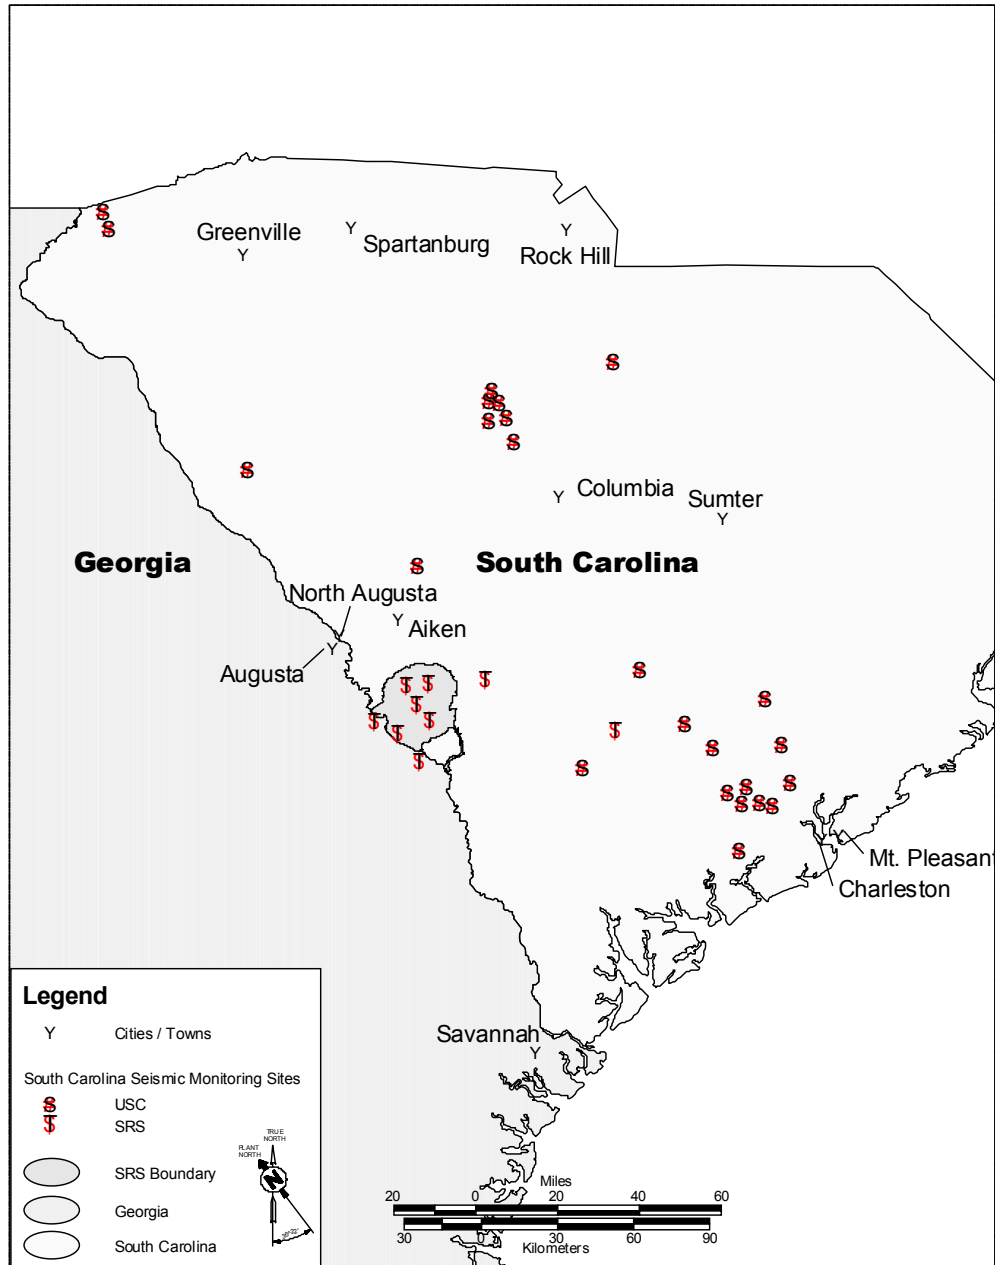 Greenville
Spartanburg
Rock Hill
Columbia
Sumter
Georgia
South Carolina
North Augusta
Aiken
Augusta
Mt. Pleasant
Charleston
Savannah
Legend
Y Cities / Towns
South Carolina Seismic Monitoring Sites
USC
SRS
SRS Boundary
Georgia
South Carolina
TRUE
NORTH
PLANT
NORTH
N
Miles
20 0 20 40 60
30 0 30 60 90
Kilometers